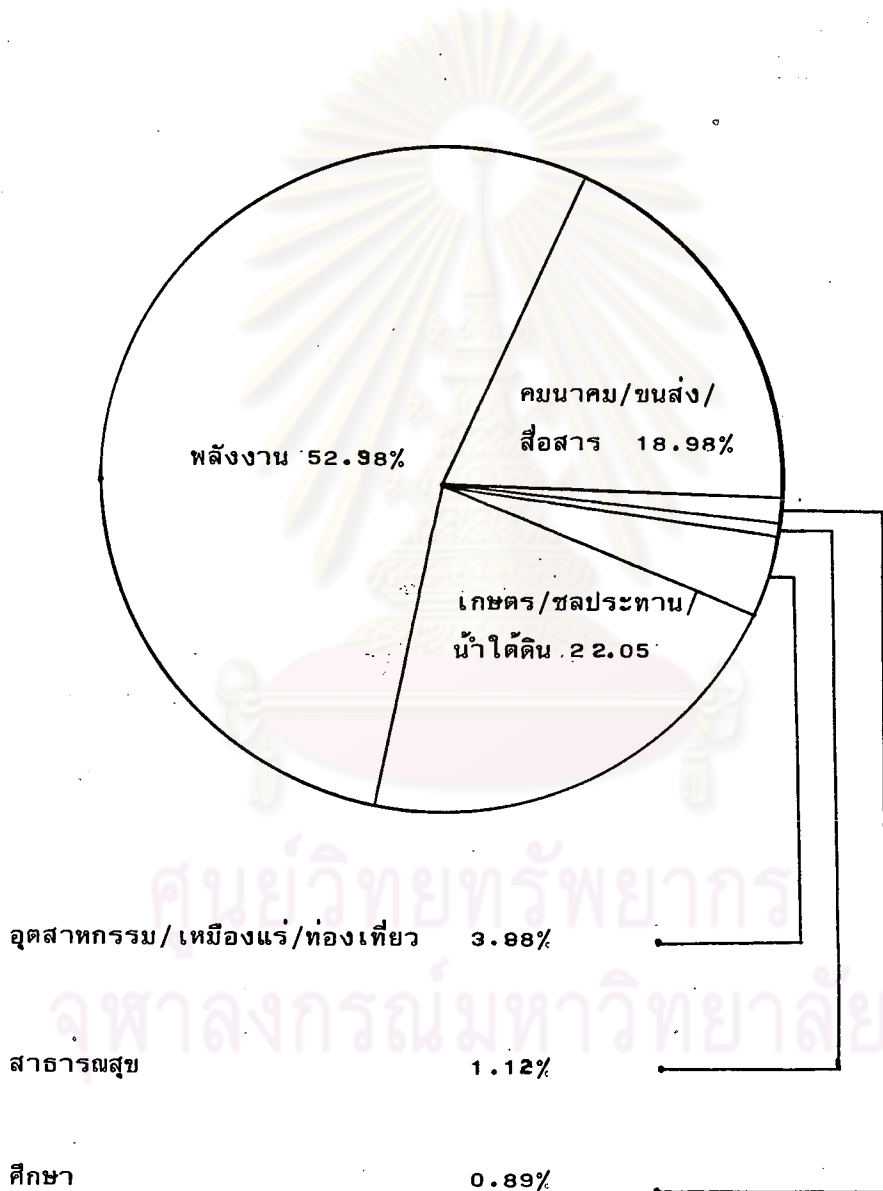 คมนาคม/ขนส่ง/
สื่อสาร 18.98%
พลังงาน 52.98%
เกษตร/ชลประทาน/
น้ำใต้ดิน 22.05
ศูนย์วิทยทรัพยากร
อุตสาหกรรม/เหมืองแร่/ท่องเที่ยว 3.98%
จุฬาลงกรณ์มหาวิทยาลัย
สาธารณสุข 1.12%
ศึกษา 0.89%